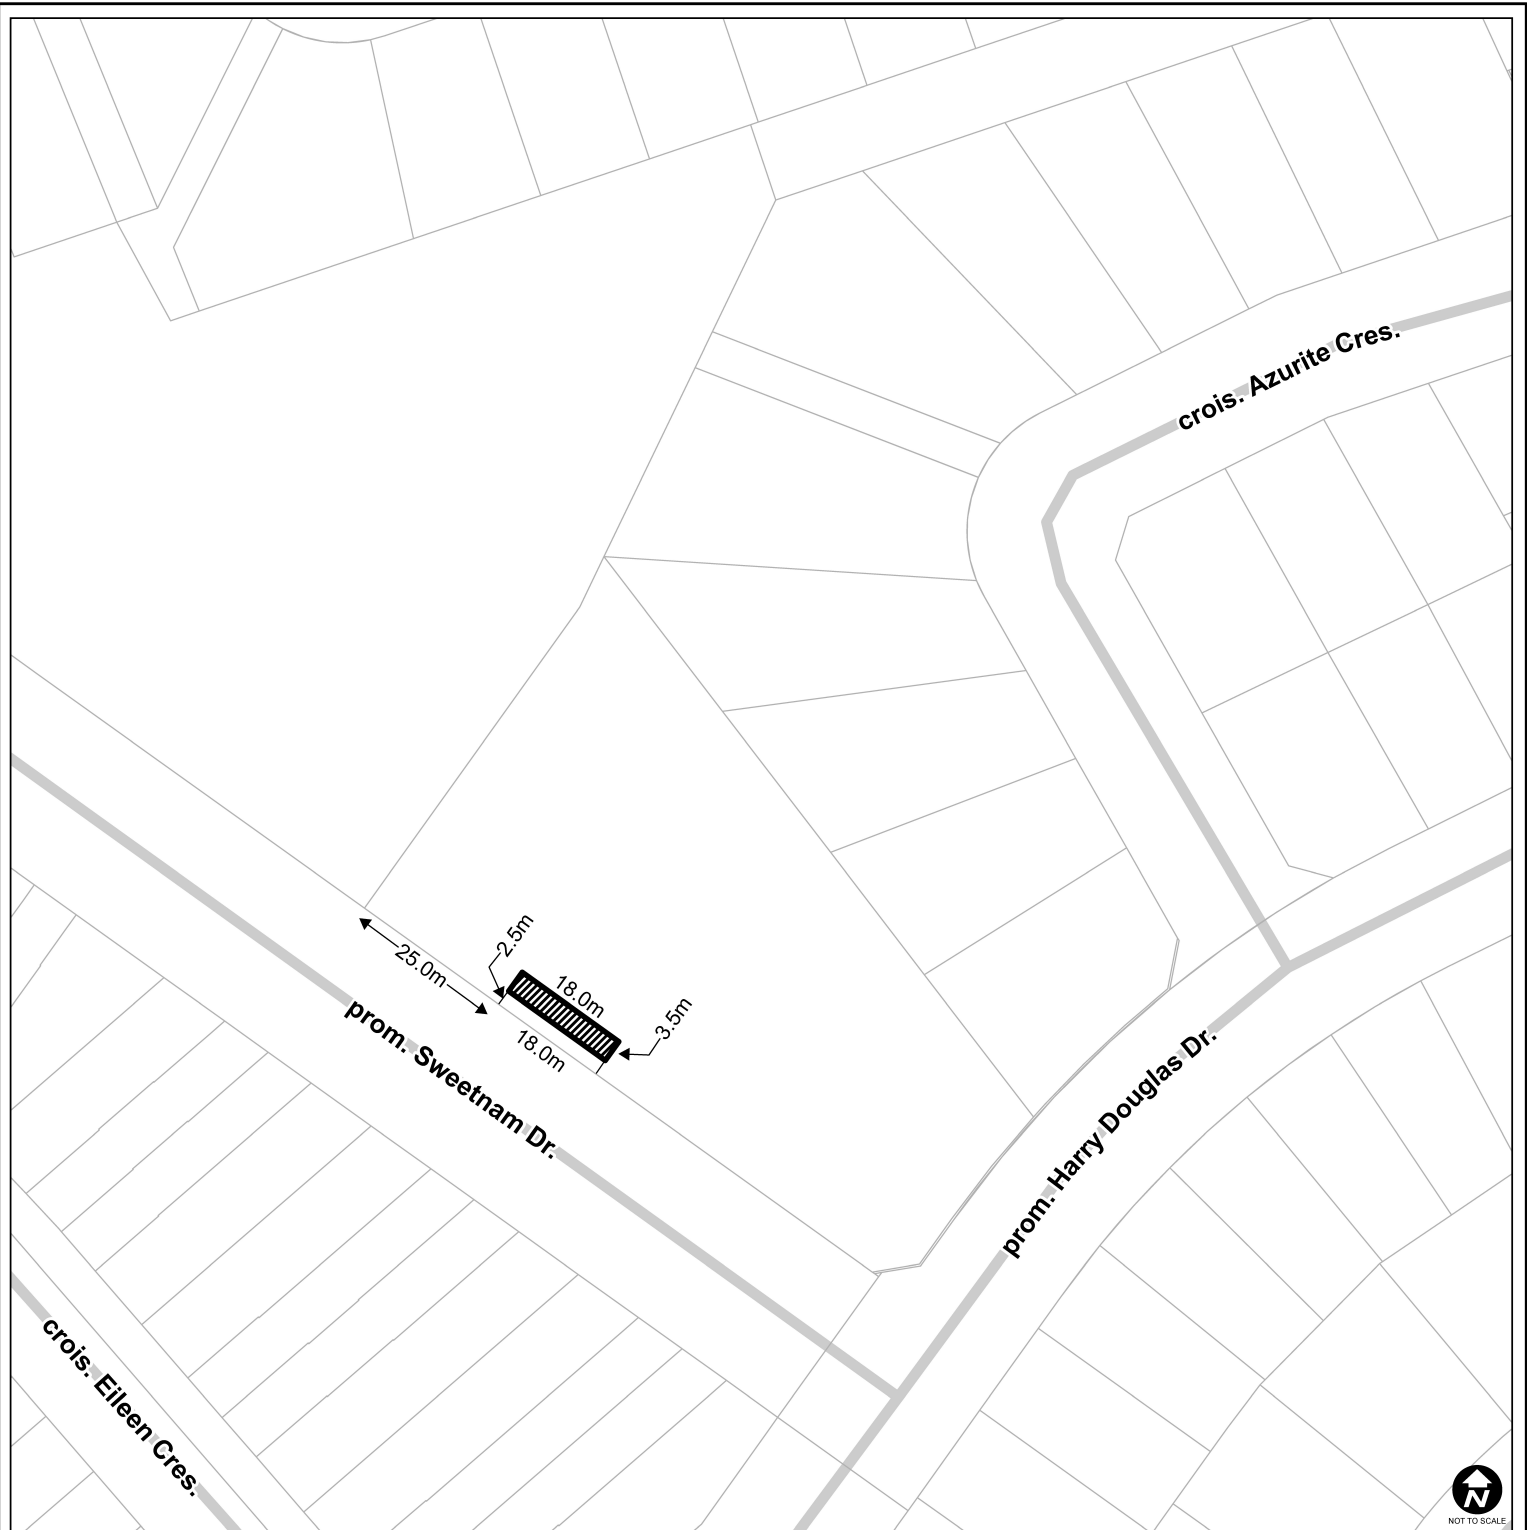 crois. Azurite Cres.
2.5m
25.0m
18.0m
3.5m
18.0m
prom. Sweetnam Dr.
prom. Harry Douglas Dr.
crois. Eileen Cres.
N
NOT TO SCALE